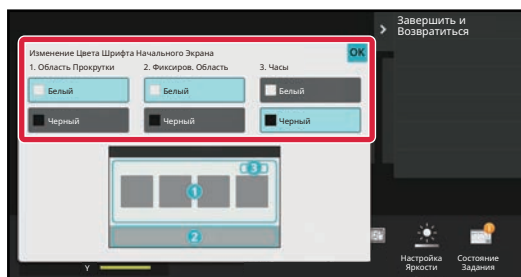 Завершить и
Возвратиться
Изменение Цвета Шрифта Начального Экрана
OK
1. Область Прокрутки
2. Фиксиров. Область
3. Часы
Белый
Белый
Белый
Черный
Черный
Черный
3
1
2
Настройка
Яркости
Состояние
Задания
Y